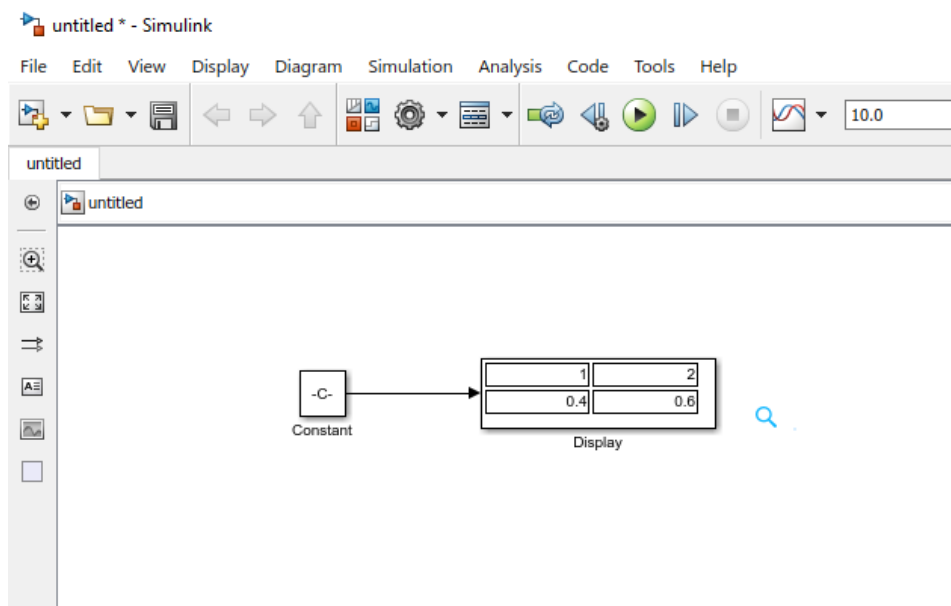 untitled * - Simulink
File Edit View Display Diagram Simulation Analysis Code Tools Help
10.0
untitled
untitled
1 2
-C-
0.4 0.6
Constant
Display